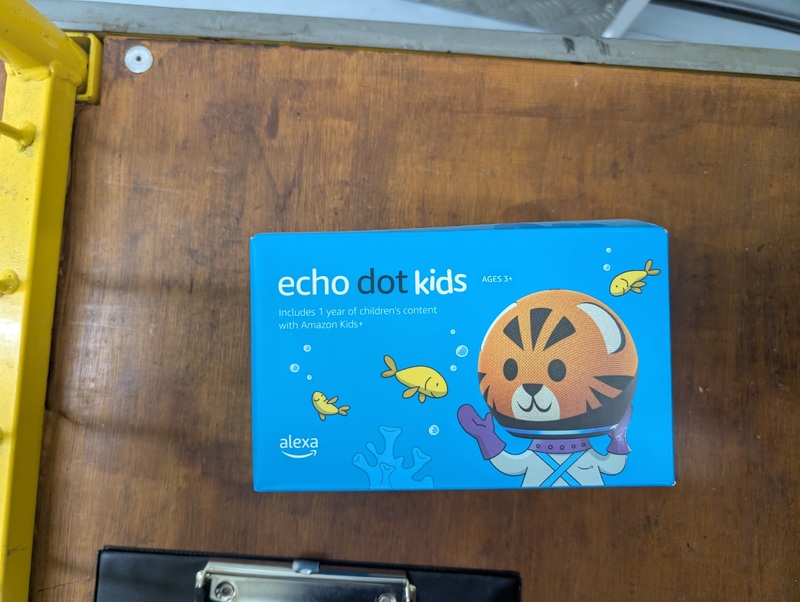 echo dot kids AGES 3+
Includes 1 year of children's content
with Amazon Kids+
alexa